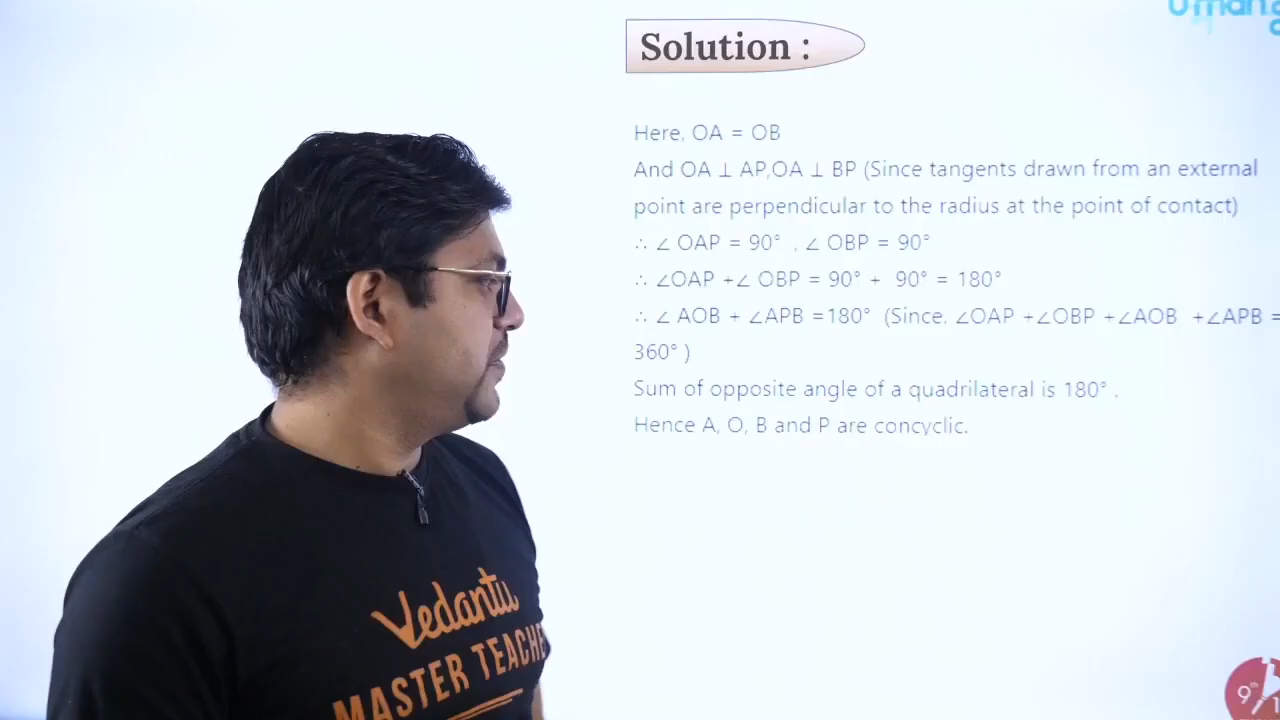 Umang
Solution :
Here, OA = OB
And OA ⊥ AP,OA ⊥ BP (Since tangents drawn from an external
point are perpendicular to the radius at the point of contact)
∴ ∠ OAP = 90° , ∠ OBP = 90°
∴ ∠OAP +∠ OBP = 90° + 90° = 180°
∴ ∠ AOB + ∠APB =180° (Since, ∠OAP +∠OBP +∠AOB +∠APB =
360° )
Sum of opposite angle of a quadrilateral is 180° .
Hence A, O, B and P are concyclic.
Vedantu
MASTER TEACHE
9th